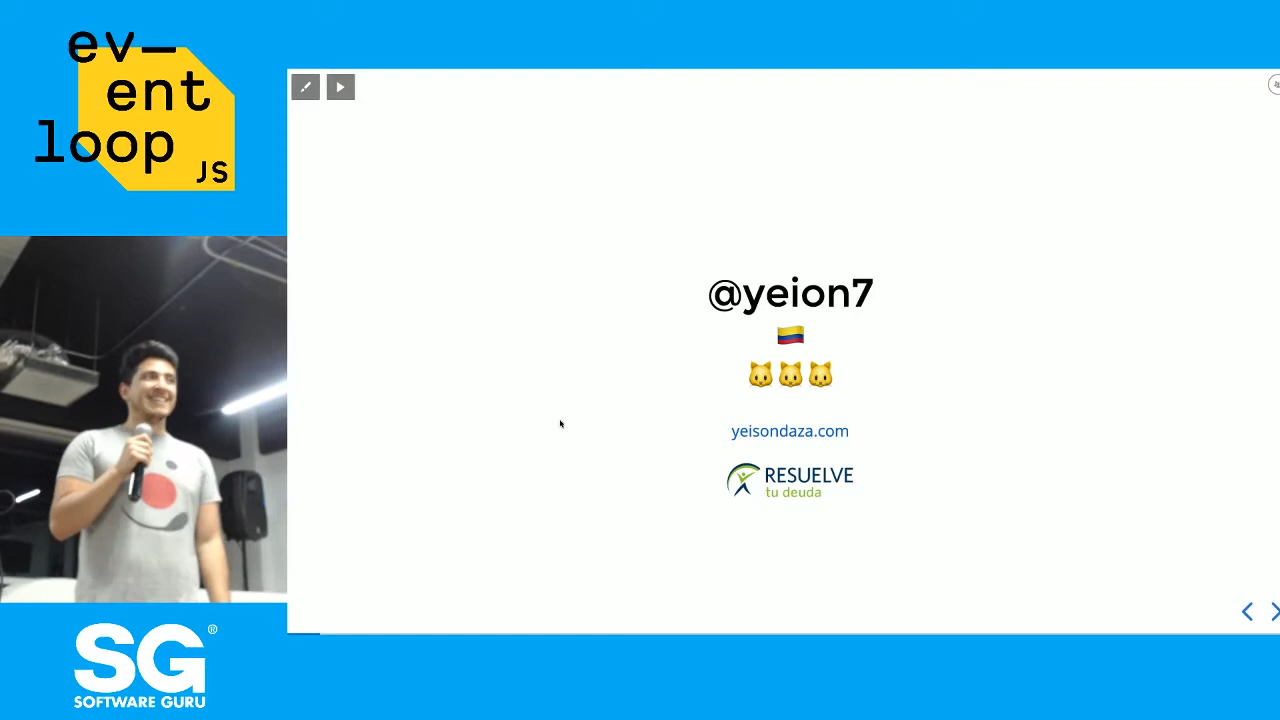 ev—
ent
loop
JS
@yeion7
yeisondaza.com
RESUELVE
tu deuda
SG®
SOFTWARE GURU